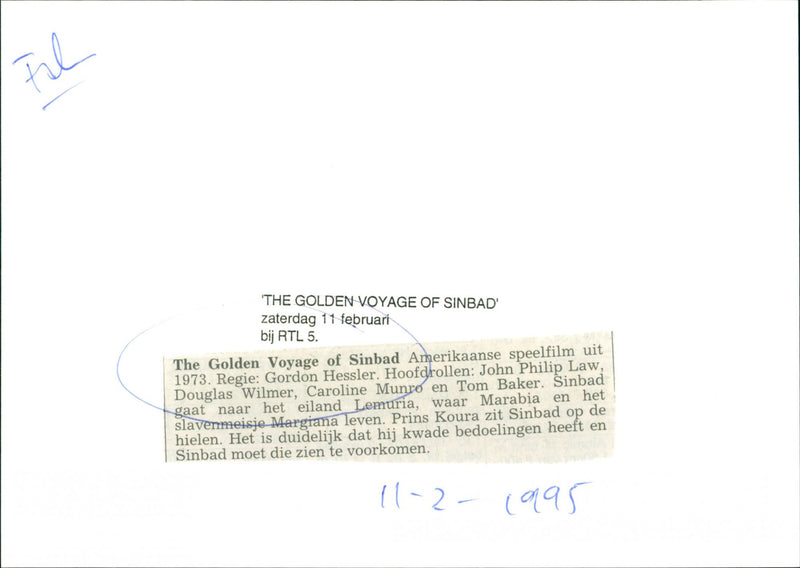 'THE GOLDEN VOYAGE OF SINBAD'
zaterdag 11 februari
bij RTL 5.
The Golden Voyage of Sinbad Amerikaanse speelfilm uit
1973. Regie: Gordon Hessler. Hoofdrollen: John Philip Law,
Douglas Wilmer, Caroline Munro en Tom Baker. Sinbad
gaat naar het eiland Lemuria, waar Marabia en het
slavenmeisje Margiana leven. Prins Koura zit Sinbad op de
hielen. Het is duidelijk dat hij kwade bedoelingen heeft en
Sinbad moet die zien te voorkomen.
11-2-1995